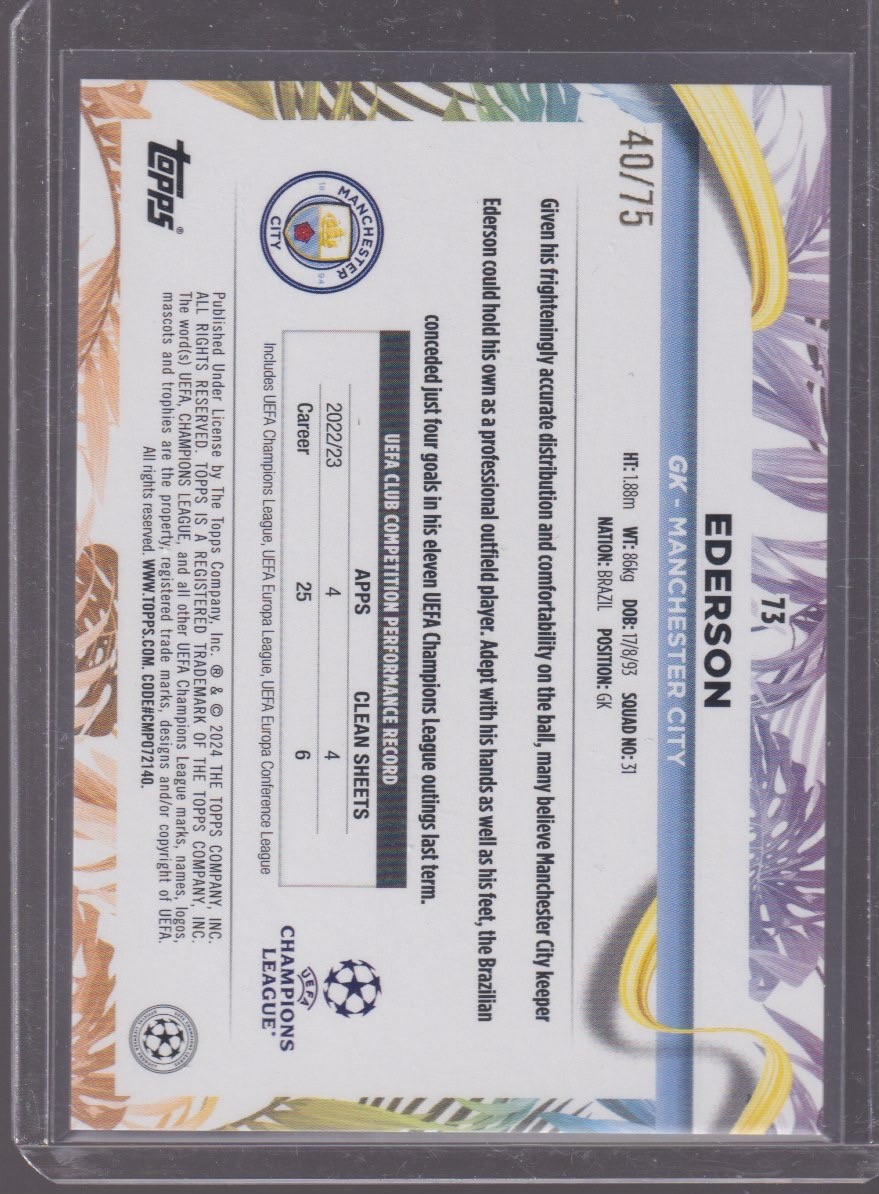 73
EDERSON
GK - MANCHESTER CITY
40/75
HT: 1.88m WT: 86kg DOB: 17/8/93 SQUAD NO: 31
NATION: BRAZIL POSITION: GK
Given his frighteningly accurate distribution and comfortability on the ball, many believe Manchester City keeper
Ederson could hold his own as a professional outfield player. Adept with his hands as well as his feet, the Brazilian
conceded just four goals in his eleven UEFA Champions League outings last term.
MANCHESTER
18 94
CITY
UEFA CLUB COMPETITION PERFORMANCE RECORD
APPS CLEAN SHEETS
2022/23 4 4
Career 25 6
Includes UEFA Champions League, UEFA Europa League, UEFA Europa Conference League
UEFA
CHAMPIONS
LEAGUE
topps®
Published Under License by The Topps Company, Inc. ® & © 2024 THE TOPPS COMPANY, INC.
ALL RIGHTS RESERVED. TOPPS IS A REGISTERED TRADEMARK OF THE TOPPS COMPANY, INC.
The word(s) UEFA, CHAMPIONS LEAGUE, and all other UEFA Champions League marks, names, logos,
mascots and trophies are the property, registered trade marks, designs and/or copyright of UEFA.
All rights reserved. WWW.TOPPS.COM. CODE#CMP072140.